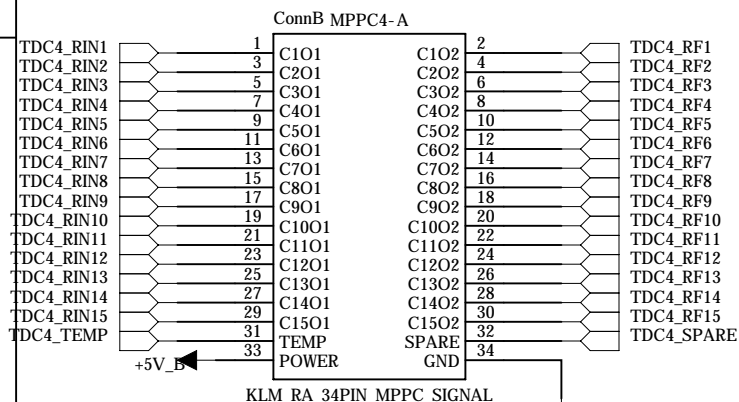 ConnB MPPC4-A
TDC4_RIN1 1 C1O1 C1O2 2 TDC4_RF1
TDC4_RIN2 3 C2O1 C2O2 4 TDC4_RF2
TDC4_RIN3 5 C3O1 C3O2 6 TDC4_RF3
TDC4_RIN4 7 C4O1 C4O2 8 TDC4_RF4
TDC4_RIN5 9 C5O1 C5O2 10 TDC4_RF5
TDC4_RIN6 11 C6O1 C6O2 12 TDC4_RF6
TDC4_RIN7 13 C7O1 C7O2 14 TDC4_RF7
TDC4_RIN8 15 C8O1 C8O2 16 TDC4_RF8
TDC4_RIN9 17 C9O1 C9O2 18 TDC4_RF9
TDC4_RIN10 19 C10O1 C10O2 20 TDC4_RF10
TDC4_RIN11 21 C11O1 C11O2 22 TDC4_RF11
TDC4_RIN12 23 C12O1 C12O2 24 TDC4_RF12
TDC4_RIN13 25 C13O1 C13O2 26 TDC4_RF13
TDC4_RIN14 27 C14O1 C14O2 28 TDC4_RF14
TDC4_RIN15 29 C15O1 C15O2 30 TDC4_RF15
TDC4_TEMP 31 TEMP SPARE 32 TDC4_SPARE
+5V_B 33 POWER GND 34
KLM_RA_34PIN_MPPC_SIGNAL